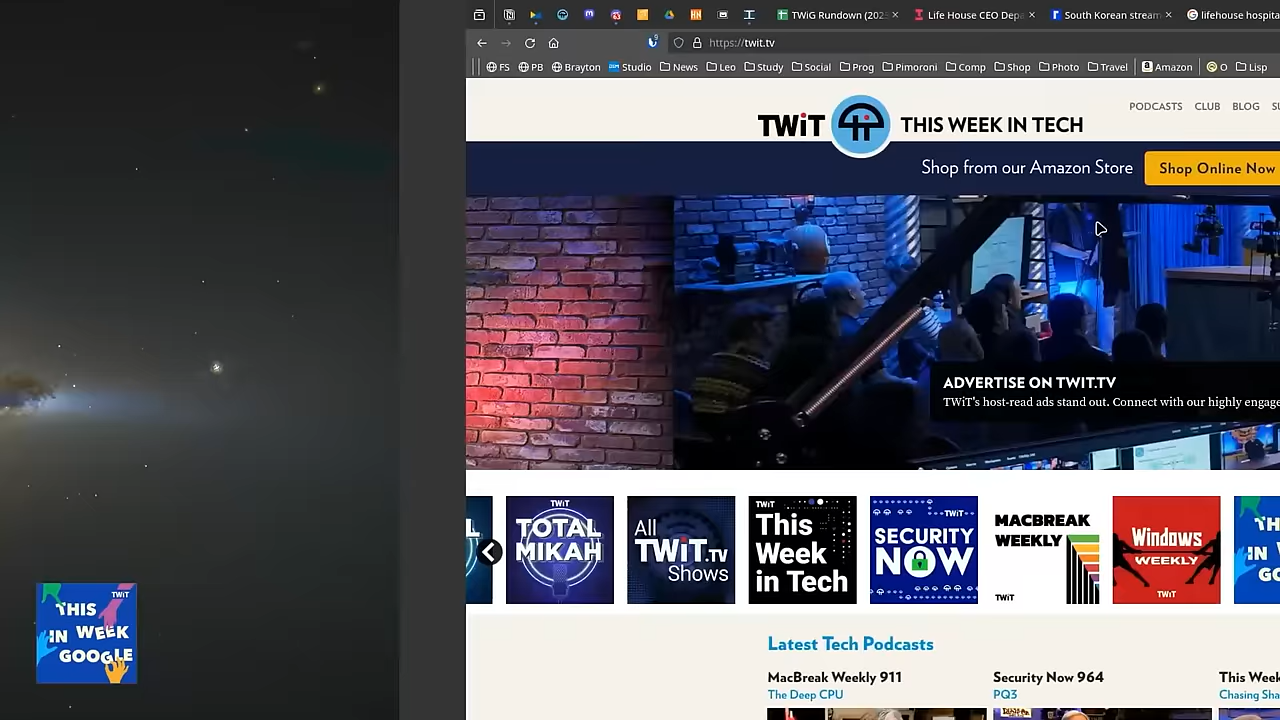 TWiG Rundown (202
Life House CEO Depa
South Korean stream
lifehouse hospita
https://twit.tv
FS
PB
Brayton
Studio
News
Leo
Study
Social
Prog
Pimoroni
Comp
Shop
Photo
Travel
Amazon
O
Lisp
PODCASTS
CLUB
BLOG
TWiT
THIS WEEK IN TECH
Shop from our Amazon Store
Shop Online Now
ADVERTISE ON TWIT.TV
TWiT's host-read ads stand out. Connect with our highly engage
TWiT
TOTAL
MIKAH
All
TWiT.TV
Shows
TWiT
This
Week
in Tech
TWiT
SECURITY
NOW
MACBREAK
WEEKLY
TWiT
Windows
WEEKLY
TWiT
TWiT
THIS
IN WEEK
GOOGLE
Latest Tech Podcasts
MacBreak Weekly 911
The Deep CPU
Security Now 964
PQ3
This Week
Chasing Sha